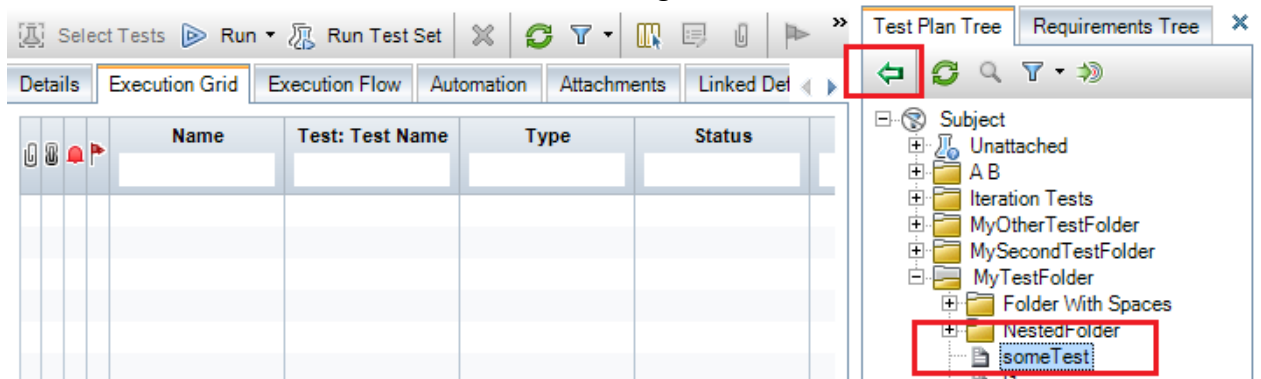 Select Tests Run Run Test Set »
Details Execution Grid Execution Flow Automation Attachments Linked Def
Name Test: Test Name Type Status
Test Plan Tree Requirements Tree
Subject
Unattached
A B
Iteration Tests
MyOtherTestFolder
MySecondTestFolder
MyTestFolder
Folder With Spaces
NestedFolder
someTest